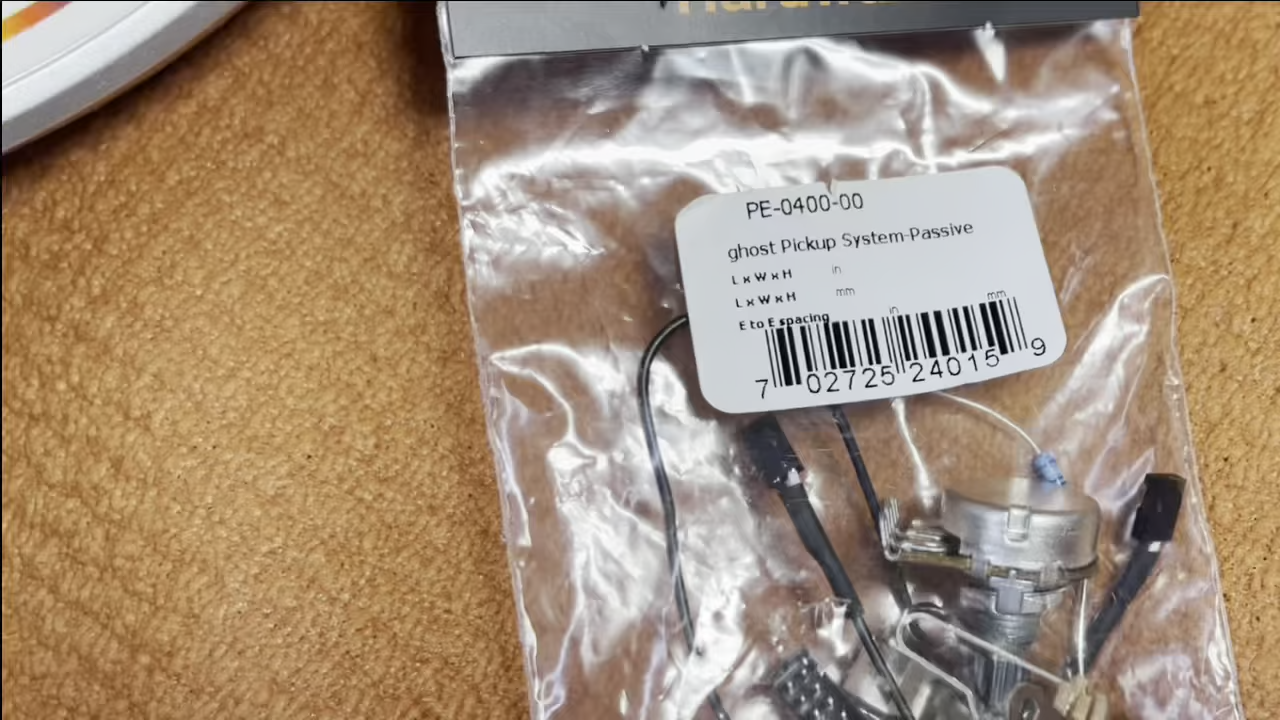 PE-0400-00
ghost Pickup System-Passive
L x W x H in
L x W x H mm
E to E spacing in mm
7 02725 24015 9